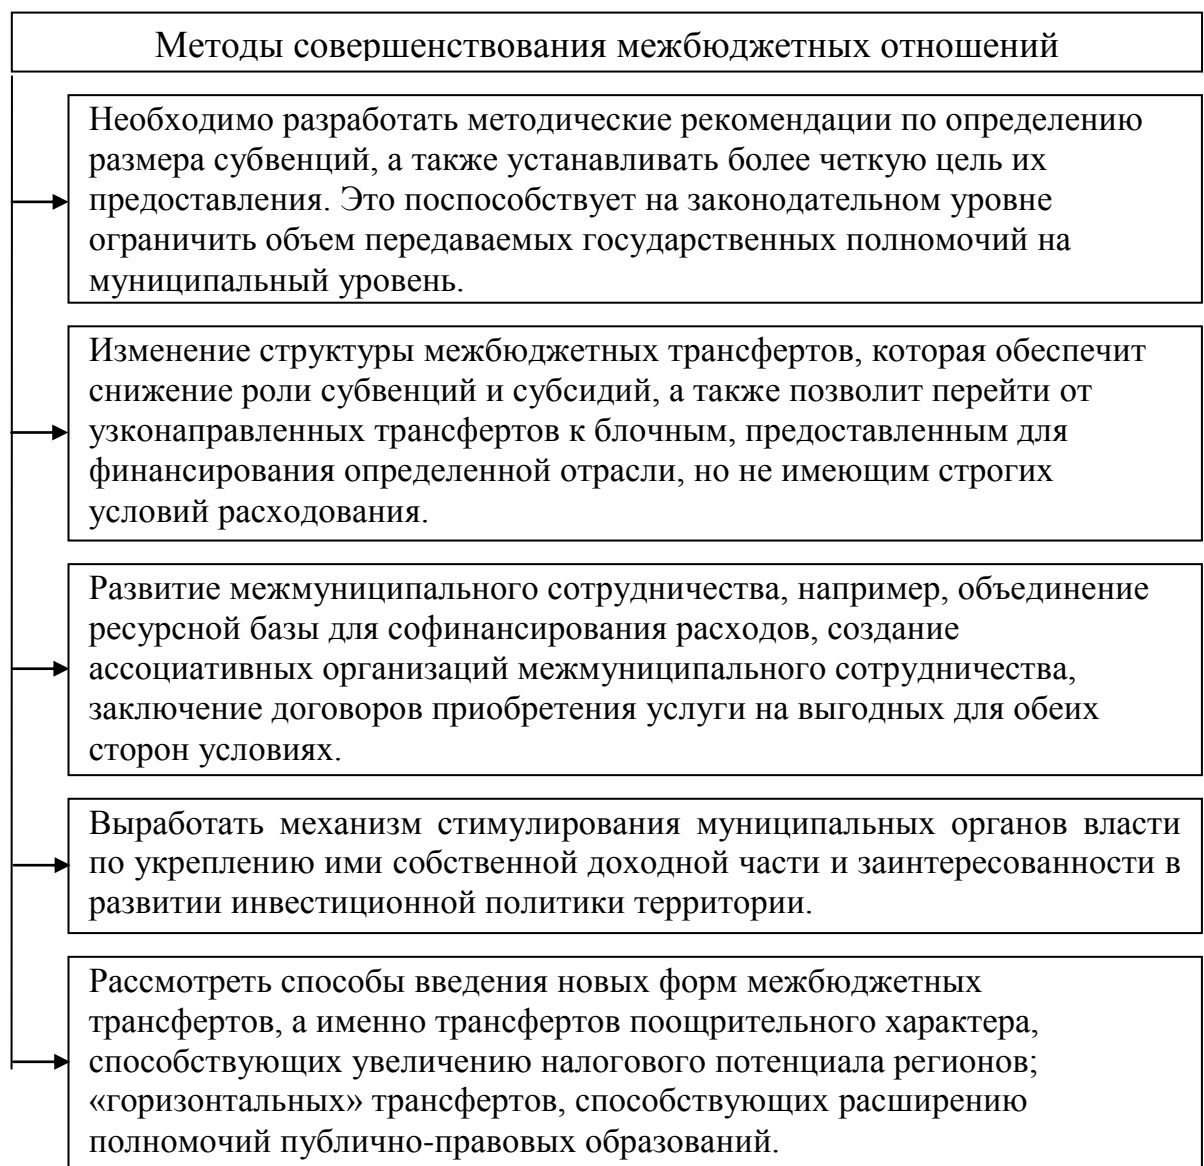 Методы совершенствования межбюджетных отношений
Необходимо разработать методические рекомендации по определению
размера субвенций, а также устанавливать более четкую цель их
предоставления. Это поспособствует на законодательном уровне
ограничить объем передаваемых государственных полномочий на
муниципальный уровень.
Изменение структуры межбюджетных трансфертов, которая обеспечит
снижение роли субвенций и субсидий, а также позволит перейти от
узконаправленных трансфертов к блочным, предоставленным для
финансирования определенной отрасли, но не имеющим строгих
условий расходования.
Развитие межмуниципального сотрудничества, например, объединение
ресурсной базы для софинансирования расходов, создание
ассоциативных организаций межмуниципального сотрудничества,
заключение договоров приобретения услуги на выгодных для обеих
сторон условиях.
Выработать механизм стимулирования муниципальных органов власти
по укреплению ими собственной доходной части и заинтересованности в
развитии инвестиционной политики территории.
Рассмотреть способы введения новых форм межбюджетных
трансфертов, а именно трансфертов поощрительного характера,
способствующих увеличению налогового потенциала регионов;
«горизонтальных» трансфертов, способствующих расширению
полномочий публично-правовых образований.